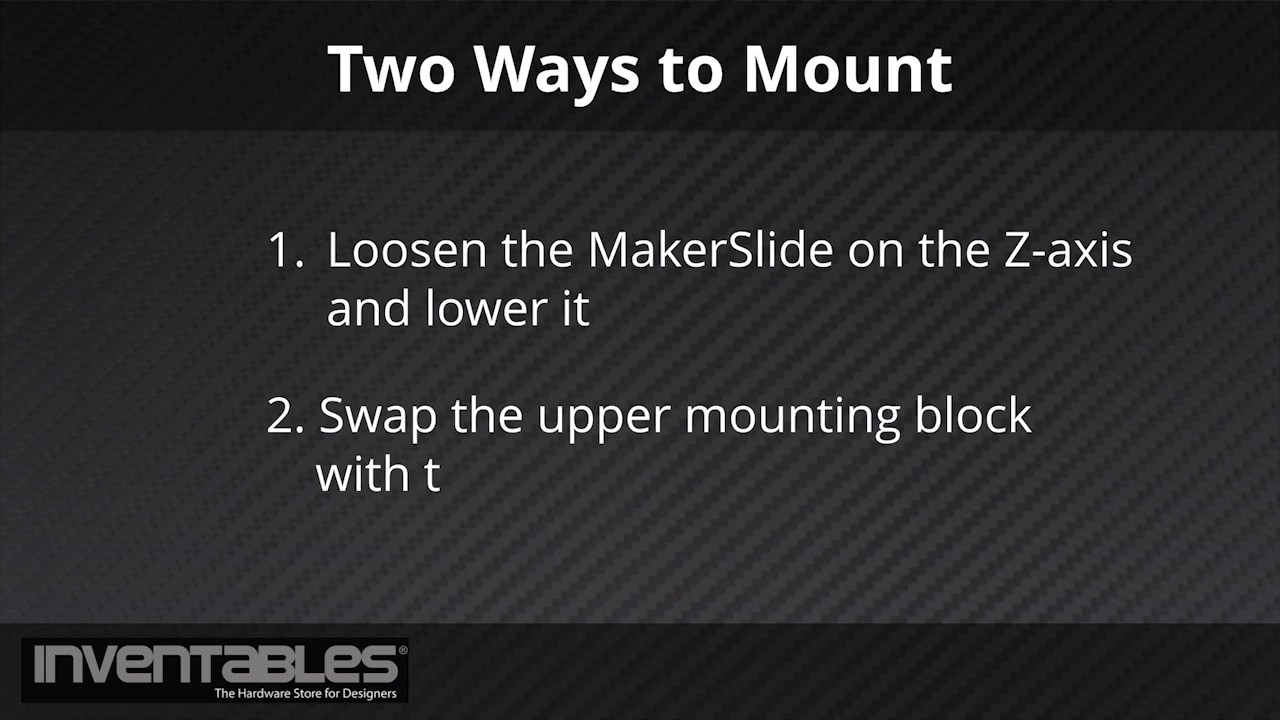 Two Ways to Mount
1. Loosen the MakerSlide on the Z-axis
and lower it
2. Swap the upper mounting block
with t
INVENTABLES®
The Hardware Store for Designers